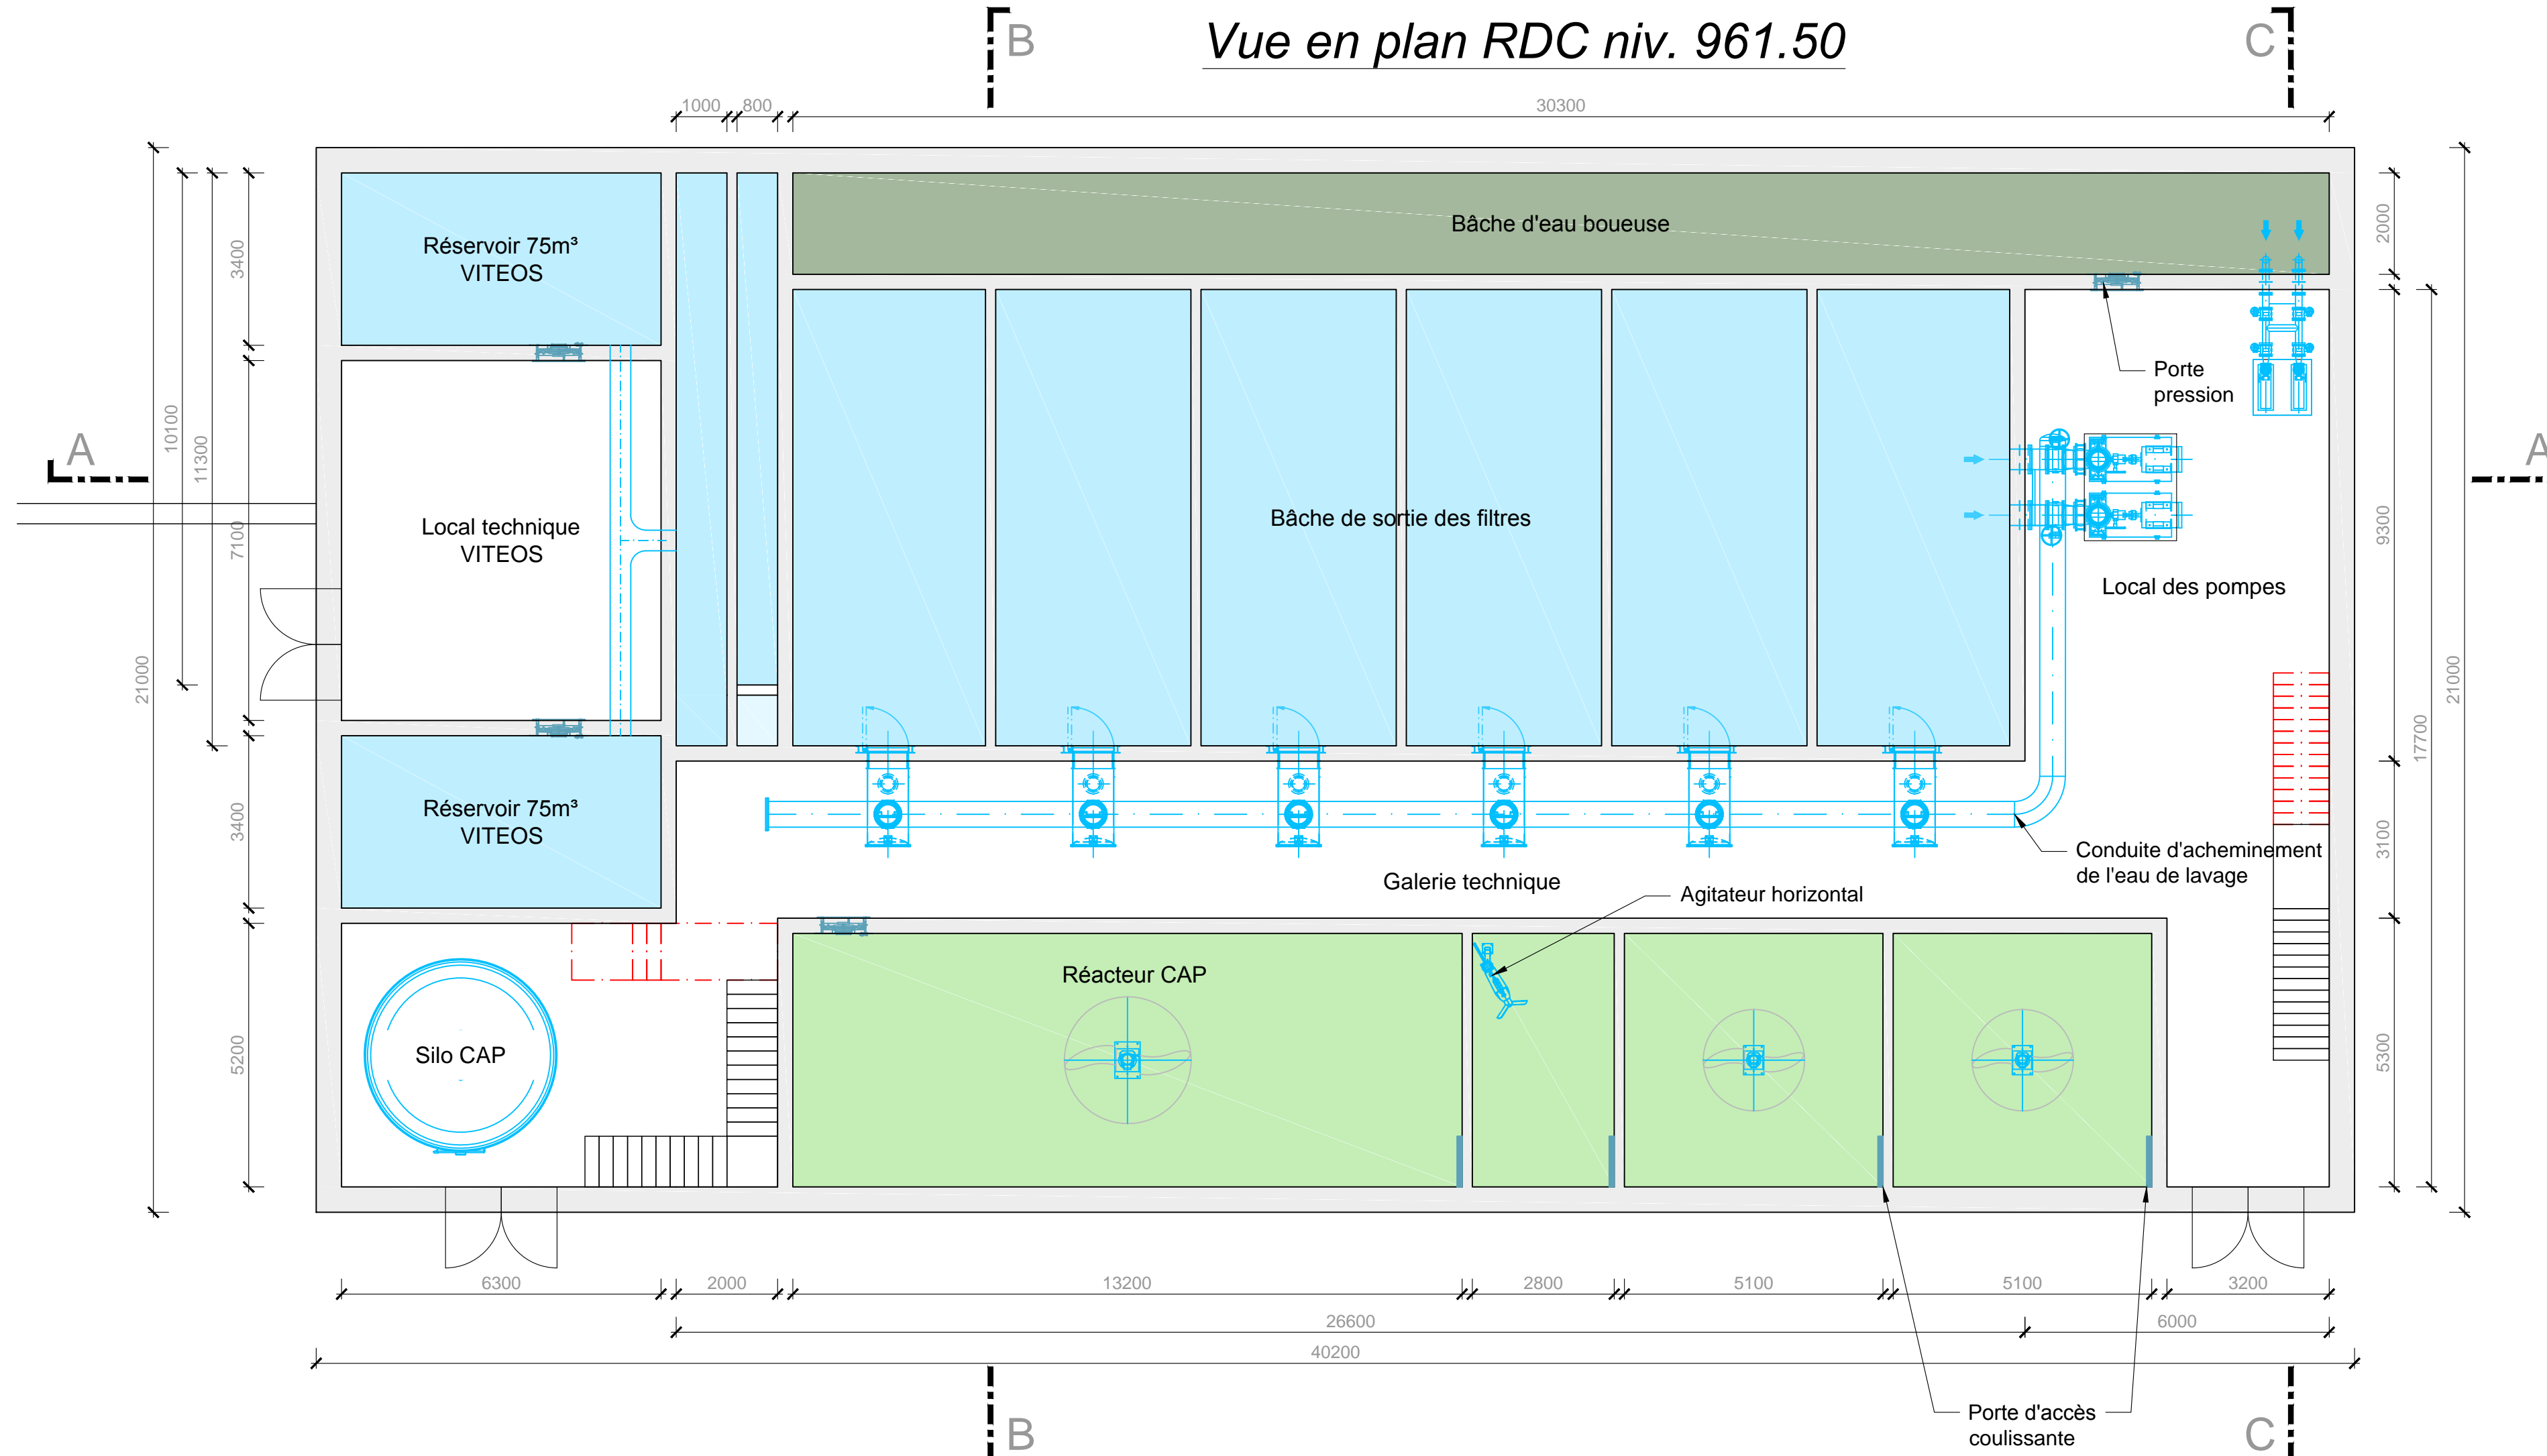 B
Vue en plan RDC niv. 961.50
C
1000
800
30300
Bâche d'eau boueuse
2000
3400
Réservoir 75m³
VITEOS
Porte
pression
10100
11300
A
A
7100
Local technique
VITEOS
Bâche de sortie des filtres
9300
Local des pompes
21000
21000
17700
3400
Réservoir 75m³
VITEOS
3100
Conduite d'acheminement
de l'eau de lavage
Galerie technique
Agitateur horizontal
Réacteur CAP
5200
Silo CAP
5300
6300
2000
13200
2800
5100
5100
3200
26600
6000
40200
B
Porte d'accès
coulissante
C